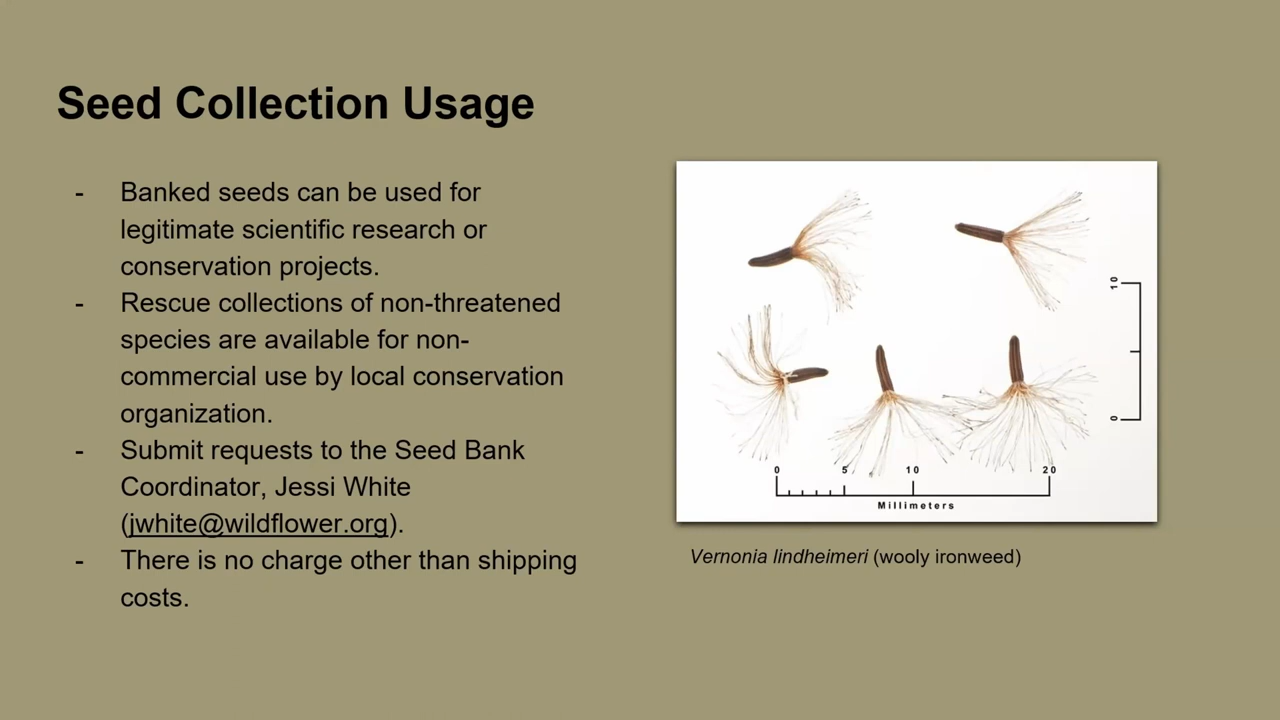 Seed Collection Usage
- Banked seeds can be used for
legitimate scientific research or
conservation projects.
- Rescue collections of non-threatened
species are available for non-
commercial use by local conservation
organization.
- Submit requests to the Seed Bank
Coordinator, Jessi White
(jwhite@wildflower.org).
- There is no charge other than shipping
costs.
10
0
0 5 10 20
Millimeters
Vernonia lindheimeri (wooly ironweed)